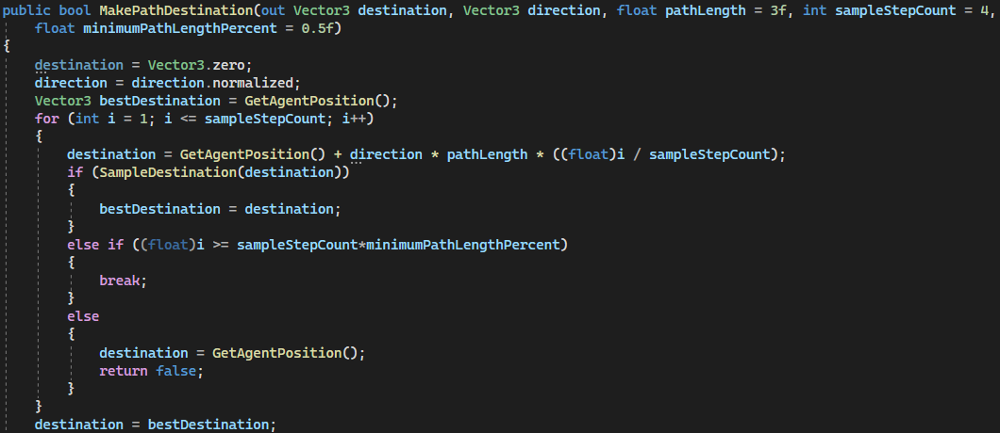 public bool MakePathDestination(out Vector3 destination, Vector3 direction, float pathLength = 3f, int sampleStepCount = 4,
    float minimumPathLengthPercent = 0.5f)
{
    destination = Vector3.zero;
    direction = direction.normalized;
    Vector3 bestDestination = GetAgentPosition();
    for (int i = 1; i <= sampleStepCount; i++)
    {
        destination = GetAgentPosition() + direction * pathLength * ((float)i / sampleStepCount);
        if (SampleDestination(destination))
        {
            bestDestination = destination;
        }
        else if ((float)i >= sampleStepCount*minimumPathLengthPercent)
        {
            break;
        }
        else
        {
            destination = GetAgentPosition();
            return false;
        }
    }
    destination = bestDestination;